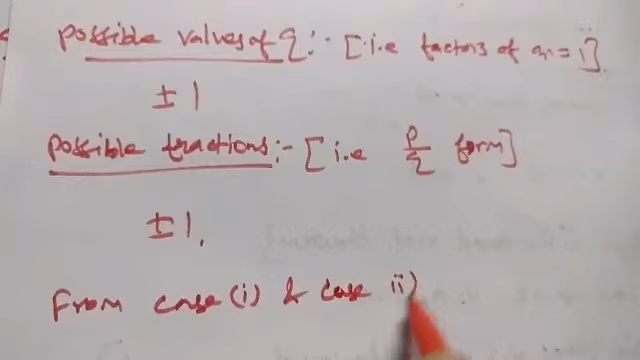 possible values of q :- [i.e factors of an = 1]
± 1
possible fractions :- [i.e p/q form]
± 1.
From case (i) & case ii)